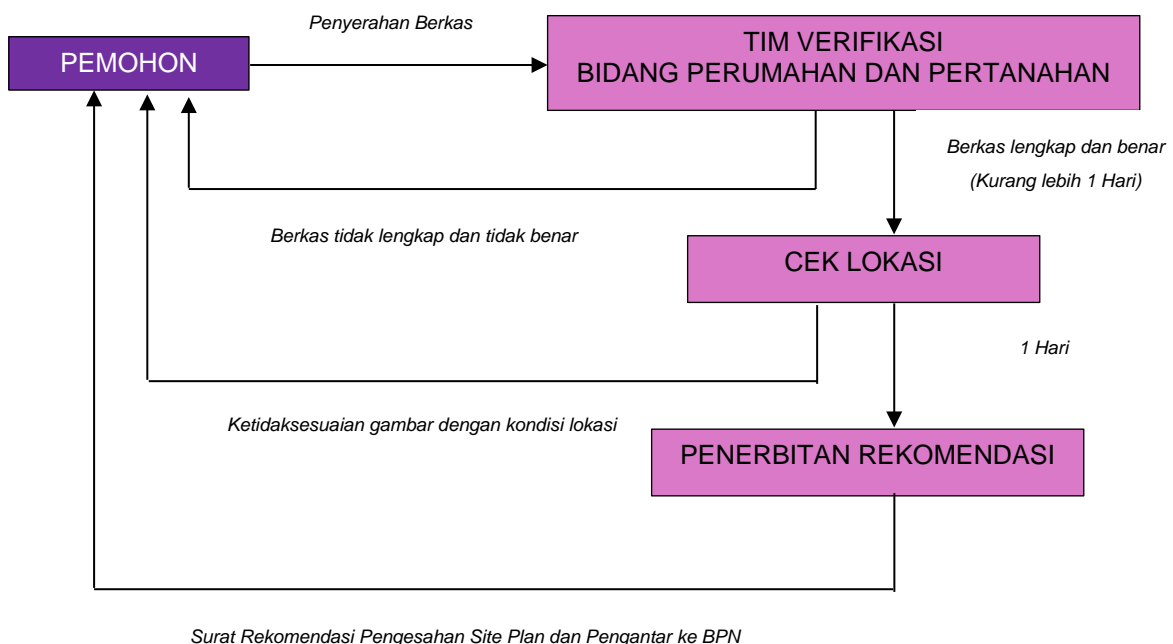 Penyerahan Berkas
PEMOHON
TIM VERIFIKASI
BIDANG PERUMAHAN DAN PERTANAHAN
Berkas lengkap dan benar
(Kurang lebih 1 Hari)
Berkas tidak lengkap dan tidak benar
CEK LOKASI
1 Hari
Ketidaksesuaian gambar dengan kondisi lokasi
PENERBITAN REKOMENDASI
Surat Rekomendasi Pengesahan Site Plan dan Pengantar ke BPN